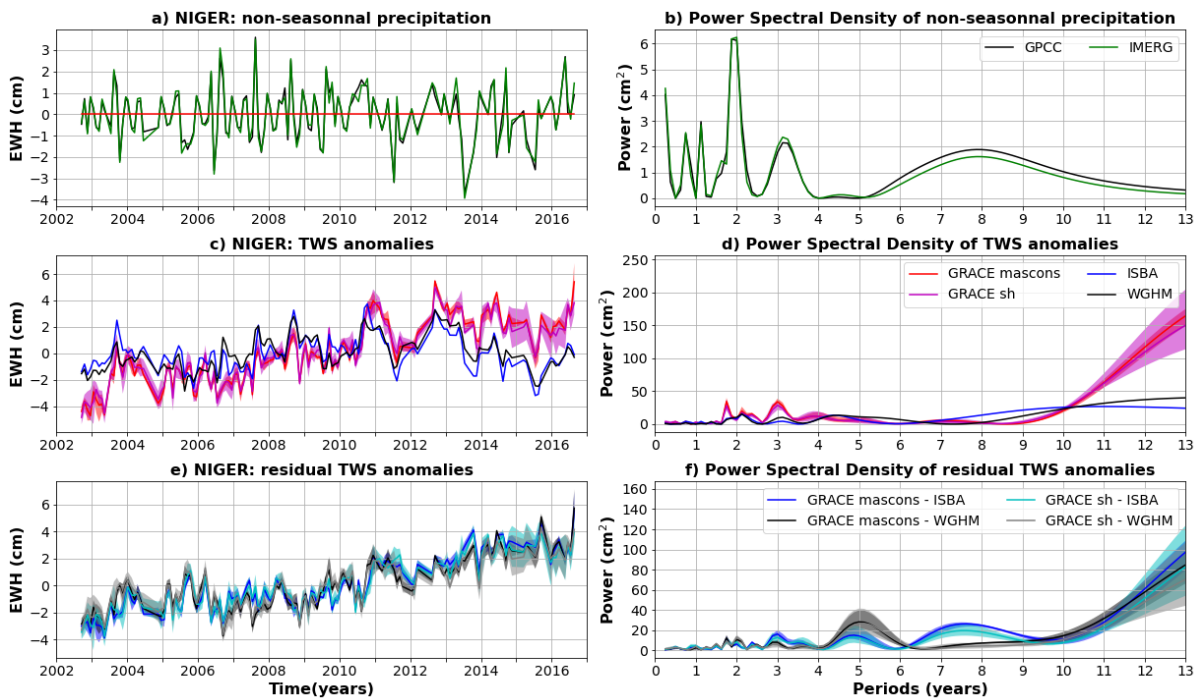 a) NIGER: non-seasonnal precipitation
EWH (cm)
3
2
1
0
−1
−2
−3
−4
2002 2004 2006 2008 2010 2012 2014 2016
b) Power Spectral Density of non-seasonnal precipitation
GPCC IMERG
Power (cm²)
6
5
4
3
2
1
0
0 1 2 3 4 5 6 7 8 9 10 11 12 13
c) NIGER: TWS anomalies
EWH (cm)
6
4
2
0
−2
−4
2002 2004 2006 2008 2010 2012 2014 2016
d) Power Spectral Density of TWS anomalies
GRACE mascons ISBA
GRACE sh WGHM
Power (cm²)
250
200
150
100
50
0
0 1 2 3 4 5 6 7 8 9 10 11 12 13
e) NIGER: residual TWS anomalies
EWH (cm)
6
4
2
0
−2
−4
2002 2004 2006 2008 2010 2012 2014 2016
Time(years)
f) Power Spectral Density of residual TWS anomalies
GRACE mascons - ISBA GRACE sh - ISBA
GRACE mascons - WGHM GRACE sh - WGHM
Power (cm²)
160
140
120
100
80
60
40
20
0
0 1 2 3 4 5 6 7 8 9 10 11 12 13
Periods (years)